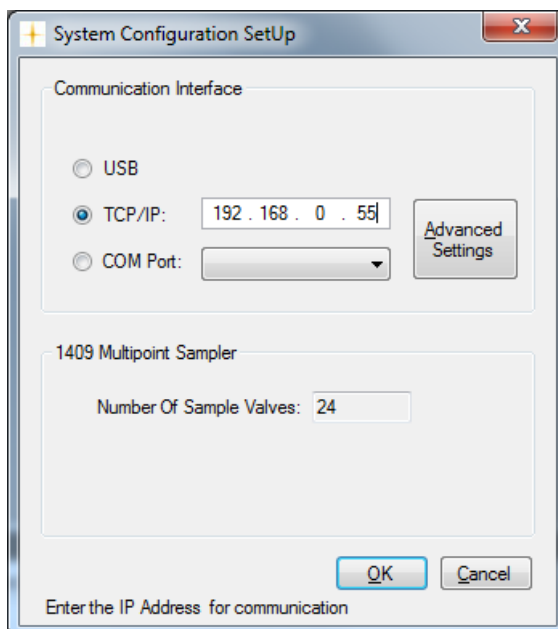 System Configuration SetUp
Communication Interface
USB
TCP/IP: 192 . 168 . 0 . 55
Advanced
Settings
COM Port:
1409 Multipoint Sampler
Number Of Sample Valves: 24
OK Cancel
Enter the IP Address for communication